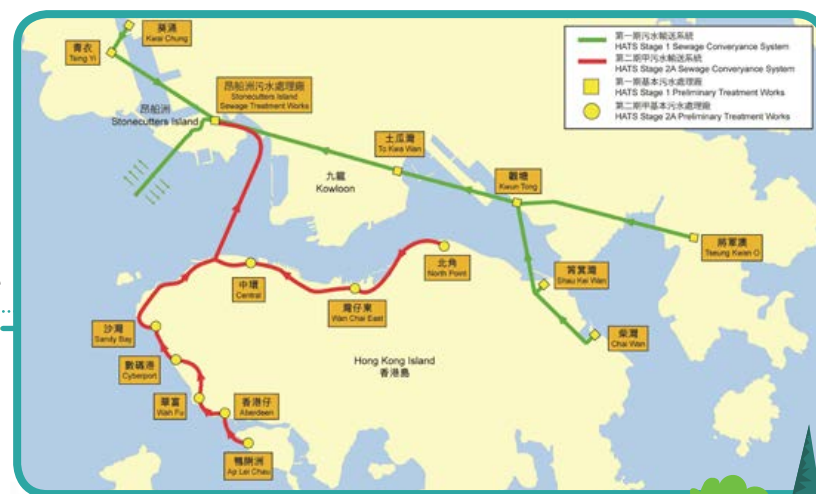 葵涌
Kwai Chung
青衣
Tsing Yi
昂船洲污水處理廠
Stonecutters Island
Sewage Treatment Works
昂船洲
Stonecutters Island
土瓜灣
To Kwa Wan
九龍
Kowloon
觀塘
Kwun Tong
將軍澳
Tseung Kwan O
筲箕灣
Shau Kei Wan
柴灣
Chai Wan
北角
North Point
中環
Central
灣仔東
Wan Chai East
沙灣
Sandy Bay
數碼港
Cyberport
華富
Wah Fu
香港仔
Aberdeen
鴨脷洲
Ap Lei Chau
Hong Kong Island
香港島
第一期污水輸送系統
HATS Stage 1 Sewage Converyance System
第二期甲污水輸送系統
HATS Stage 2A Sewage Converyance System
第一期基本污水處理廠
HATS Stage 1 Preliminary Treatment Works
第二期甲基本污水處理廠
HATS Stage 2A Preliminary Treatment Works